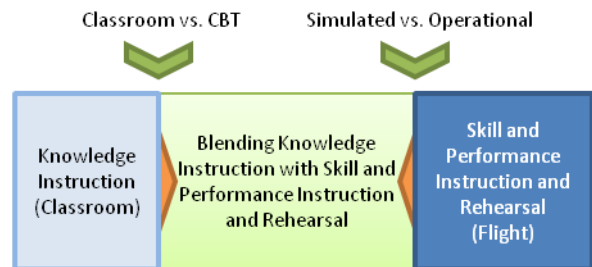 Classroom vs. CBT
Simulated vs. Operational
Knowledge
Instruction
(Classroom)
Blending Knowledge
Instruction with Skill and
Performance Instruction
and Rehearsal
Skill and
Performance
Instruction and
Rehearsal
(Flight)